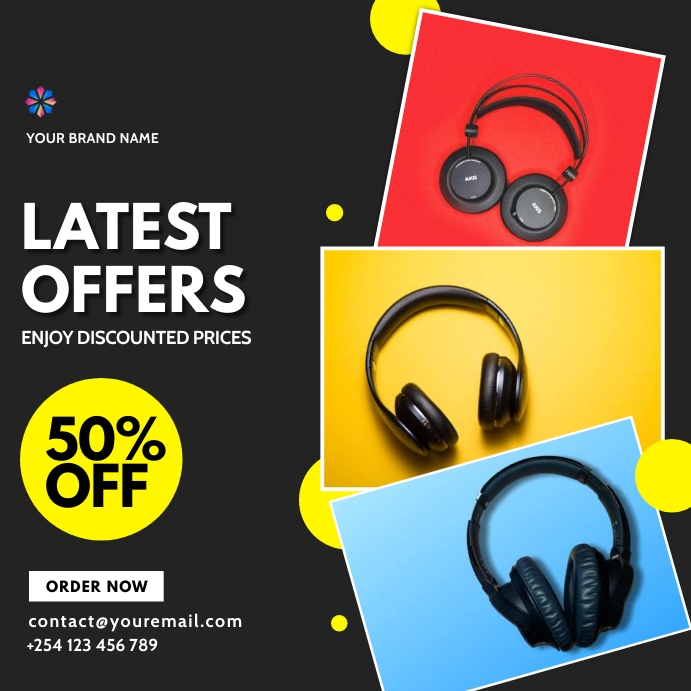 YOUR BRAND NAME
LATEST
OFFERS
ENJOY DISCOUNTED PRICES
50%
OFF
ORDER NOW
contact@youremail.com
+254 123 456 789
AKG
AKG